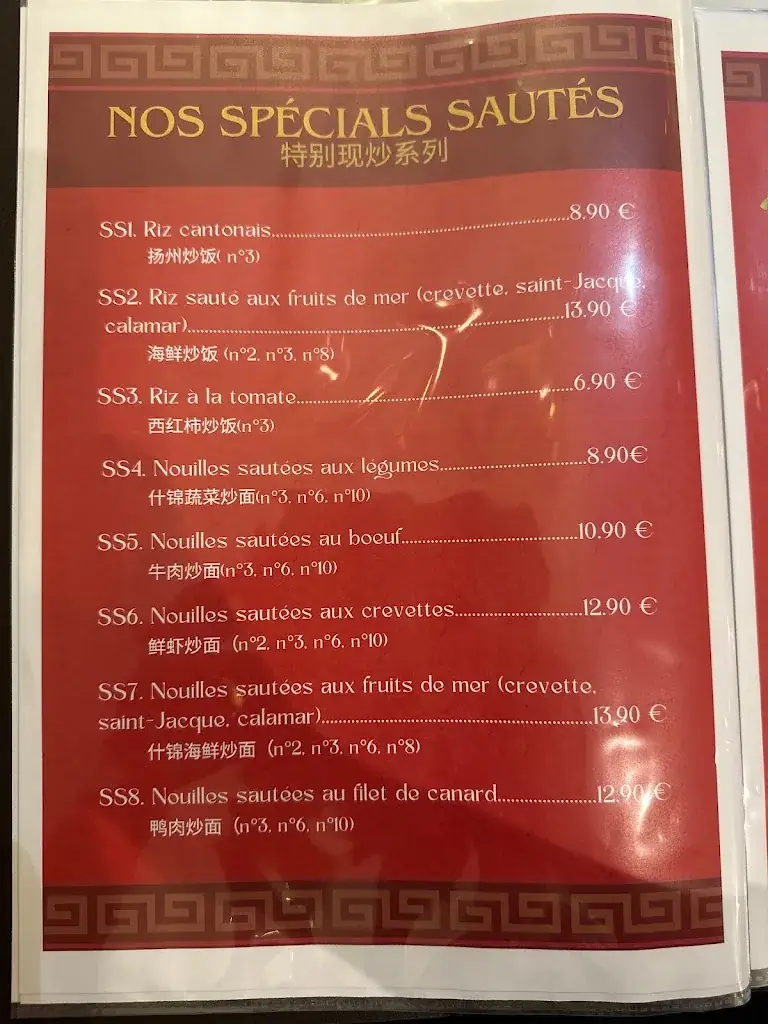 NOS SPÉCIALS SAUTÉS
特别现炒系列
SS1. Riz cantonais........................................8.90 €
扬州炒饭( n°3)
SS2. Riz sauté aux fruits de mer (crevette, saint-Jacque,
calamar)........................................13.90 €
海鲜炒饭 (n°2, n°3, n°8)
SS3. Riz à la tomate........................................6.90 €
西红柿炒饭(n°3)
SS4. Nouilles sautées aux légumes..............................8.90€
什锦蔬菜炒面(n°3, n°6, n°10)
SS5. Nouilles sautées au boeuf..............................10.90 €
牛肉炒面(n°3, n°6, n°10)
SS6. Nouilles sautées aux crevettes..............................12.90 €
鲜虾炒面 (n°2, n°3, n°6, n°10)
SS7. Nouilles sautées aux fruits de mer (crevette,
saint-Jacque, calamar)........................................13.90 €
什锦海鲜炒面 (n°2, n°3, n°6, n°8)
SS8. Nouilles sautées au filet de canard....................12.90 €
鸭肉炒面 (n°3, n°6, n°10)